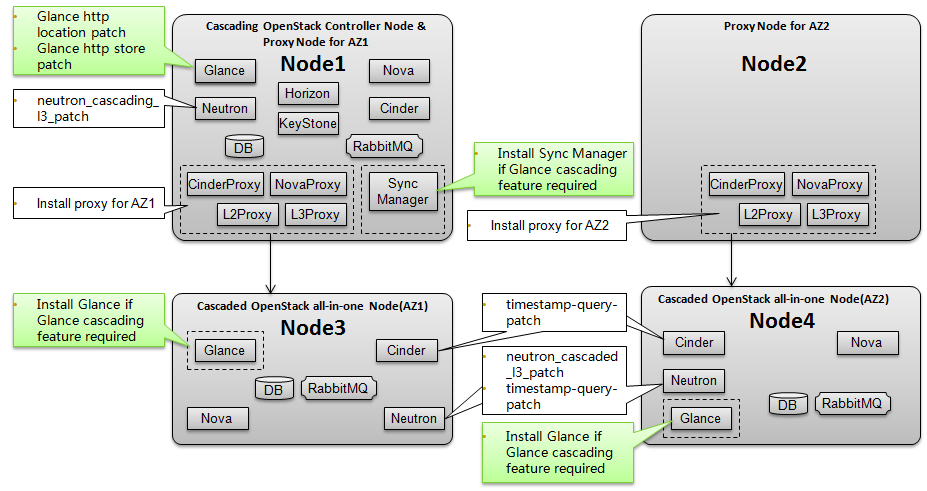 Glance http
location patch
Glance http store
patch
neutron_cascading_
l3_patch
Install proxy for AZ1
Cascading OpenStack Controller Node &
Proxy Node for AZ1
Node1
Glance
Nova
Horizon
Neutron
Cinder
KeyStone
DB
RabbitMQ
CinderProxy
NovaProxy
L2Proxy
L3Proxy
Sync
Manager
Install Sync Manager
if Glance cascading
feature required
Install proxy for AZ2
Proxy Node for AZ2
Node2
CinderProxy
NovaProxy
L2Proxy
L3Proxy
Install Glance if
Glance cascading
feature required
Cascaded OpenStack all-in-one Node(AZ1)
Node3
Glance
Cinder
DB
RabbitMQ
Nova
Neutron
timestamp-query-
patch
neutron_cascaded
_l3_patch
timestamp-query-
patch
Install Glance if
Glance cascading
feature required
Cascaded OpenStack all-in-one Node(AZ2)
Node4
Cinder
Nova
Neutron
DB
RabbitMQ
Glance